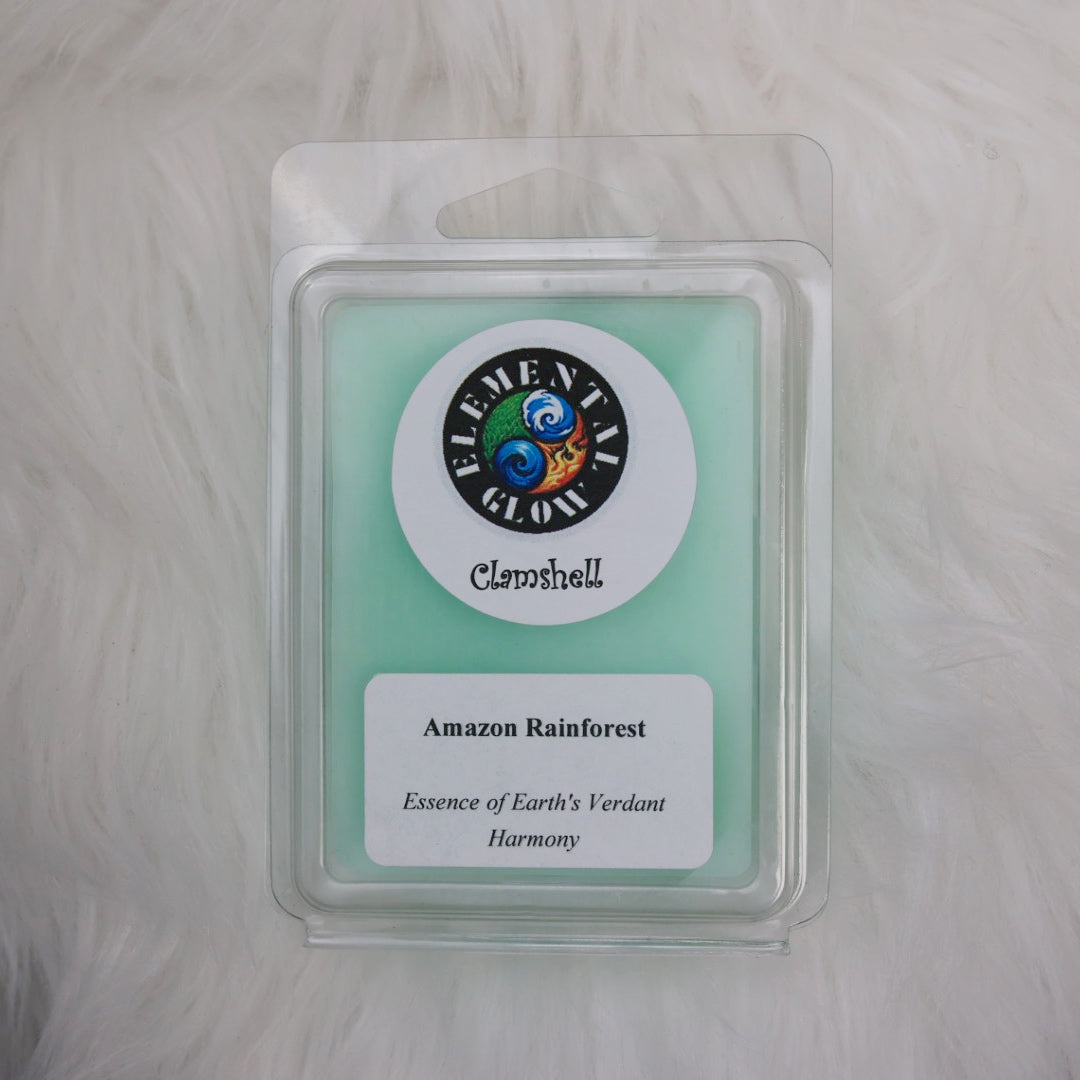 ELEMENTAL
GLOW
Clamshell
Amazon Rainforest
Essence of Earth's Verdant
Harmony